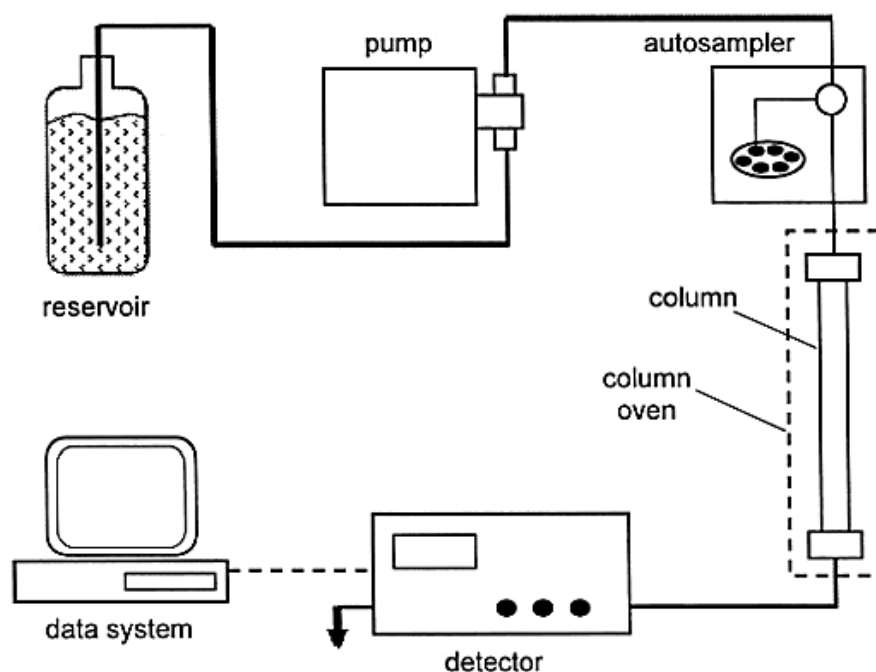 pump
autosampler
reservoir
column
column
oven
data system
detector